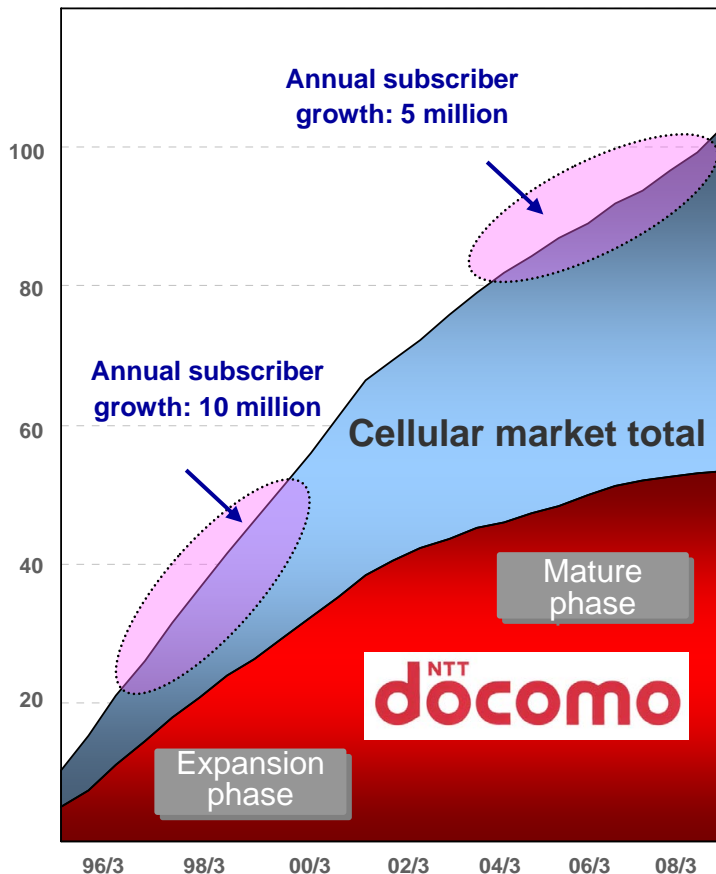 Annual subscriber
growth: 5 million
100
80
Annual subscriber
growth: 10 million
60
Cellular market total
40
Mature
phase
NTT
docomo
20
Expansion
phase
96/3 98/3 00/3 02/3 04/3 06/3 08/3